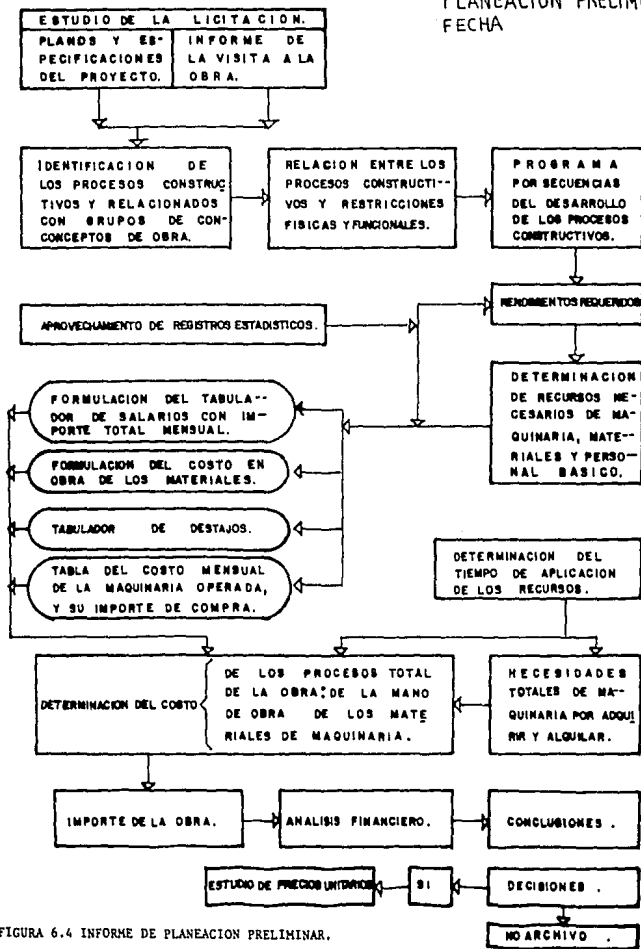 PLANEACION PRELIM
FECHA
ESTUDIO DE LA LICITACION.
PLANOS Y ES-
PECIFICACIONES
DEL PROYECTO.
INFORME DE
LA VISITA A LA
OBRA.
IDENTIFICACION DE
LOS PROCESOS CONSTRUC
TIVOS Y RELACIONADOS
CON GRUPOS DE CON-
CONCEPTOS DE OBRA.
RELACION ENTRE LOS
PROCESOS CONSTRUCTI--
VOS Y RESTRICCIONES
FISICAS Y FUNCIONALES.
PROGRAMA
POR SECUENCIAS
DEL DESARROLLO
DE LOS PROCESOS
CONSTRUCTIVOS.
APROVECHAMIENTO DE REGISTROS ESTADISTICOS.
RENDIMIENTOS REQUERIDOS
DETERMINACION
DE RECURSOS NE-
CESARIOS DE MA-
QUINARIA, MATE--
RIALES Y PERSO-
NAL BASICO.
FORMULACION DEL TABULA--
DOR DE SALARIOS CON IM-
PORTE TOTAL MENSUAL.
FORMULACION DEL COSTO EN
OBRA DE LOS MATERIALES.
TABULADOR DE DESTAJOS.
TABLA DEL COSTO MENSUAL
DE LA MAQUINARIA OPERADA,
Y SU IMPORTE DE COMPRA.
DETERMINACION DEL
TIEMPO DE APLICACION
DE LOS RECURSOS.
DETERMINACION DEL COSTO
DE LOS PROCESOS TOTAL
DE LA OBRA; DE LA MANO
DE OBRA DE LOS MATE
RIALES DE MAQUINARIA.
NECESIDADES
TOTALES DE MA--
QUINARIA POR ADQUI
RIR Y ALQUILAR.
IMPORTE DE LA OBRA.
ANALISIS FINANCIERO.
CONCLUSIONES.
ESTUDIO DE PRECIOS UNITARIOS
SI
DECISIONES.
NO ARCHIVO.
FIGURA 6.4 INFORME DE PLANEACION PRELIMINAR.